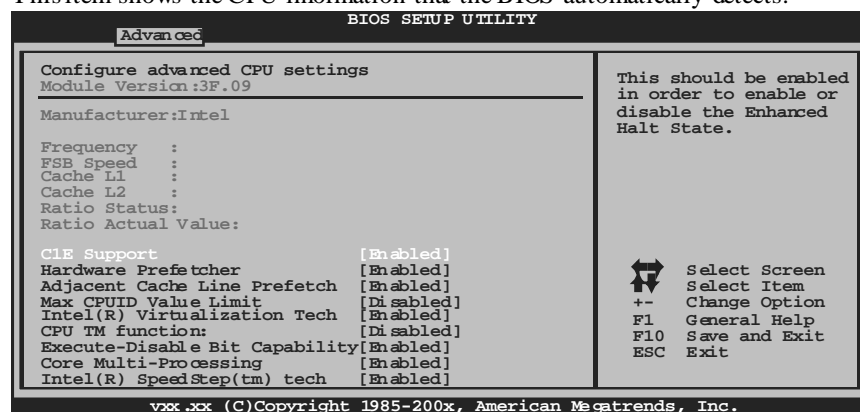 This item shows the CPU information that the BIOS automatically detects.
BIOS SETUP UTILITY
Advanced
Configure advanced CPU settings
Module Version:3F.09
Manufacturer:Intel
Frequency :
FSB Speed :
Cache L1 :
Cache L2 :
Ratio Status:
Ratio Actual Value:
C1E Support [Enabled]
Hardware Prefetcher [Enabled]
Adjacent Cache Line Prefetch [Enabled]
Max CPUID Value Limit [Disabled]
Intel(R) Virtualization Tech [Enabled]
CPU TM function: [Disabled]
Execute-Disable Bit Capability[Enabled]
Core Multi-Processing [Enabled]
Intel(R) SpeedStep(tm) tech [Enabled]
This should be enabled
in order to enable or
disable the Enhanced
Halt State.
Select Screen
Select Item
+- Change Option
F1 General Help
F10 Save and Exit
ESC Exit
vxx.xx (C)Copyright 1985-200x, American Megatrends, Inc.